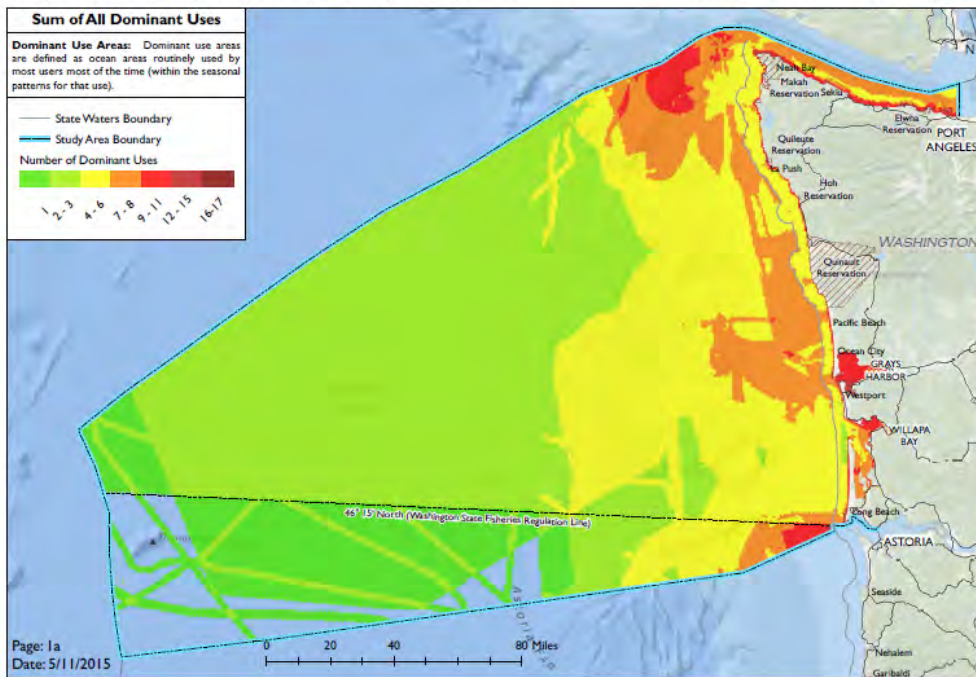 Sum of All Dominant Uses
Dominant Use Areas: Dominant use areas
are defined as ocean areas routinely used by
most users most of the time (within the seasonal
patterns for that use).
State Waters Boundary
Study Area Boundary
Number of Dominant Uses
1
2 - 3
4 - 6
7 - 8
9 - 11
12 - 15
16-17
N
Neah Bay
Makah
Reservation
Sekiu
Elwha
Reservation
PORT
ANGELES
Quileute
Reservation
La Push
Hoh
Reservation
WASHINGTON
Quinault
Reservation
Pacific Beach
Ocean City
GRAYS
HARBOR
Westport
WILLAPA
BAY
46° 15' North (Washington State Fisheries Regulation Line)
Long Beach
ASTORIA
Seaside
Nehalem
Garibaldi
Page: 1a
Date: 5/11/2015
0 20 40 80 Miles